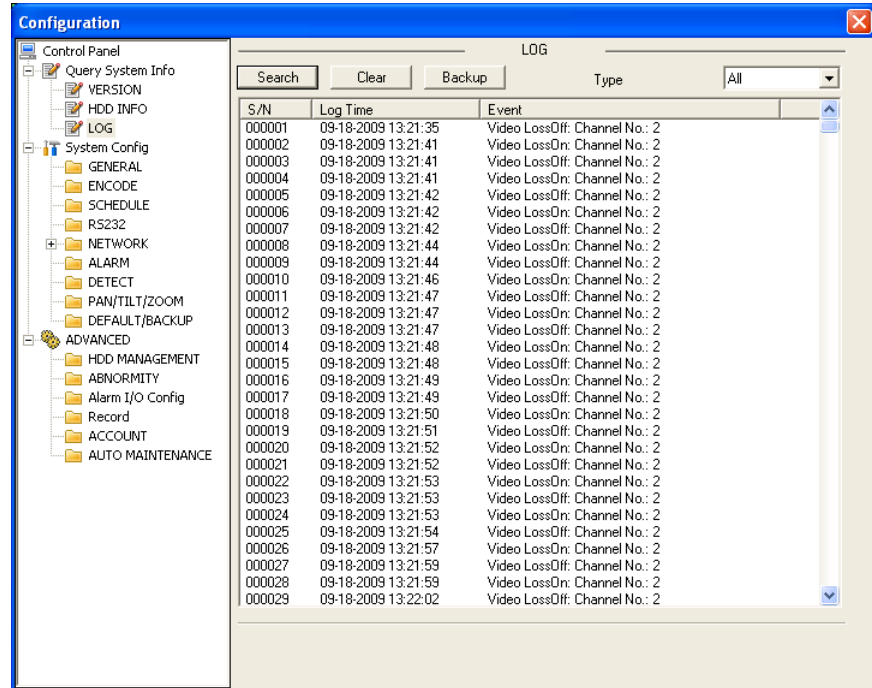 Configuration
Control Panel
Query System Info
VERSION
HDD INFO
LOG
System Config
GENERAL
ENCODE
SCHEDULE
RS232
NETWORK
ALARM
DETECT
PAN/TILT/ZOOM
DEFAULT/BACKUP
ADVANCED
HDD MANAGEMENT
ABNORMITY
Alarm I/O Config
Record
ACCOUNT
AUTO MAINTENANCE
LOG
Search Clear Backup Type All
S/N Log Time Event
000001 09-18-2009 13:21:35 Video LossOff: Channel No.: 2
000002 09-18-2009 13:21:41 Video LossOn: Channel No.: 2
000003 09-18-2009 13:21:41 Video LossOff: Channel No.: 2
000004 09-18-2009 13:21:41 Video LossOn: Channel No.: 2
000005 09-18-2009 13:21:42 Video LossOff: Channel No.: 2
000006 09-18-2009 13:21:42 Video LossOn: Channel No.: 2
000007 09-18-2009 13:21:42 Video LossOff: Channel No.: 2
000008 09-18-2009 13:21:44 Video LossOn: Channel No.: 2
000009 09-18-2009 13:21:44 Video LossOff: Channel No.: 2
000010 09-18-2009 13:21:46 Video LossOn: Channel No.: 2
000011 09-18-2009 13:21:47 Video LossOff: Channel No.: 2
000012 09-18-2009 13:21:47 Video LossOn: Channel No.: 2
000013 09-18-2009 13:21:47 Video LossOff: Channel No.: 2
000014 09-18-2009 13:21:48 Video LossOn: Channel No.: 2
000015 09-18-2009 13:21:48 Video LossOff: Channel No.: 2
000016 09-18-2009 13:21:49 Video LossOn: Channel No.: 2
000017 09-18-2009 13:21:49 Video LossOff: Channel No.: 2
000018 09-18-2009 13:21:50 Video LossOn: Channel No.: 2
000019 09-18-2009 13:21:51 Video LossOff: Channel No.: 2
000020 09-18-2009 13:21:52 Video LossOn: Channel No.: 2
000021 09-18-2009 13:21:52 Video LossOff: Channel No.: 2
000022 09-18-2009 13:21:53 Video LossOn: Channel No.: 2
000023 09-18-2009 13:21:53 Video LossOff: Channel No.: 2
000024 09-18-2009 13:21:53 Video LossOn: Channel No.: 2
000025 09-18-2009 13:21:54 Video LossOff: Channel No.: 2
000026 09-18-2009 13:21:57 Video LossOn: Channel No.: 2
000027 09-18-2009 13:21:59 Video LossOff: Channel No.: 2
000028 09-18-2009 13:21:59 Video LossOn: Channel No.: 2
000029 09-18-2009 13:22:02 Video LossOff: Channel No.: 2